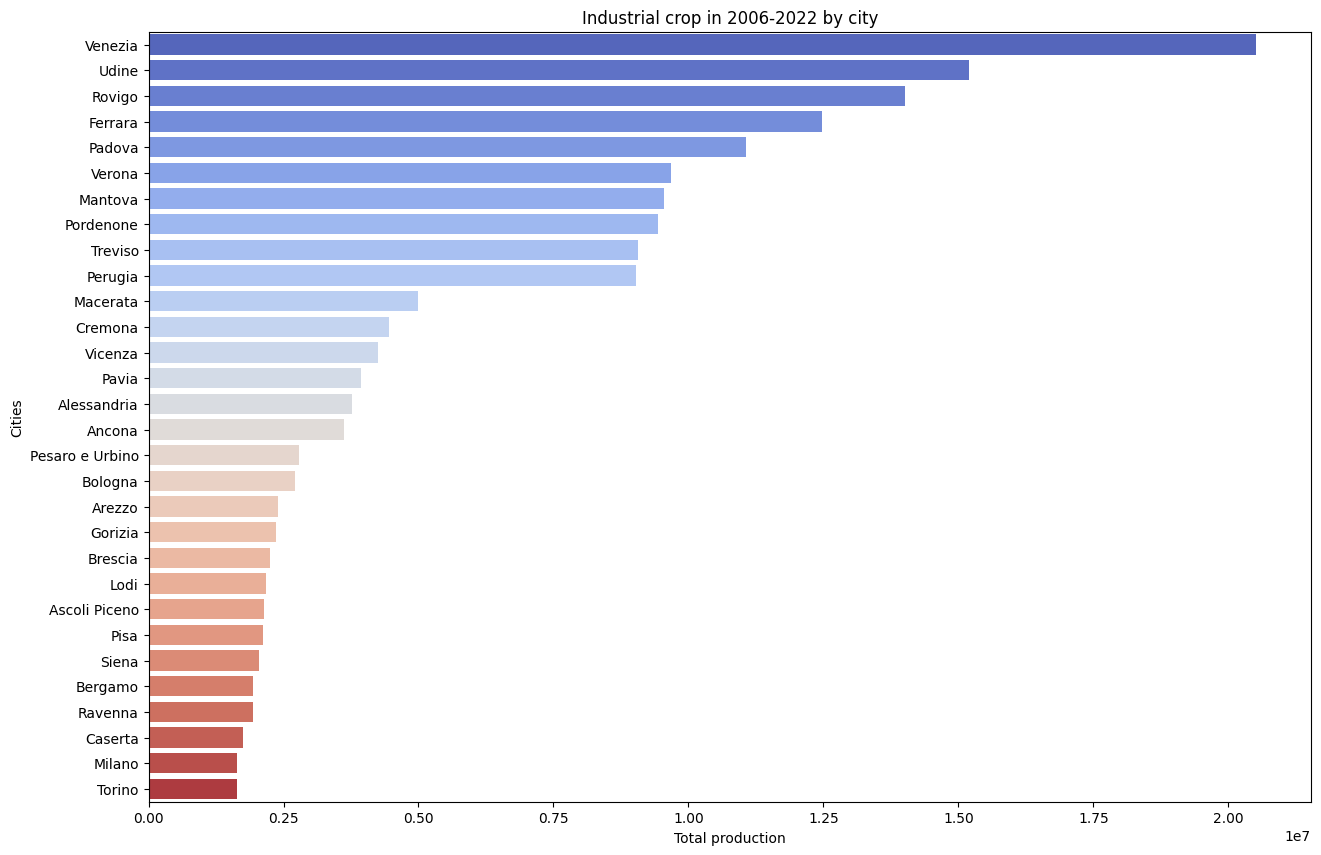 Industrial crop in 2006-2022 by city
Venezia
Udine
Rovigo
Ferrara
Padova
Verona
Mantova
Pordenone
Treviso
Perugia
Macerata
Cremona
Vicenza
Pavia
Alessandria
Ancona
Pesaro e Urbino
Bologna
Arezzo
Gorizia
Brescia
Lodi
Ascoli Piceno
Pisa
Siena
Bergamo
Ravenna
Caserta
Milano
Torino
Cities
0.00 0.25 0.50 0.75 1.00 1.25 1.50 1.75 2.00
1e7
Total production